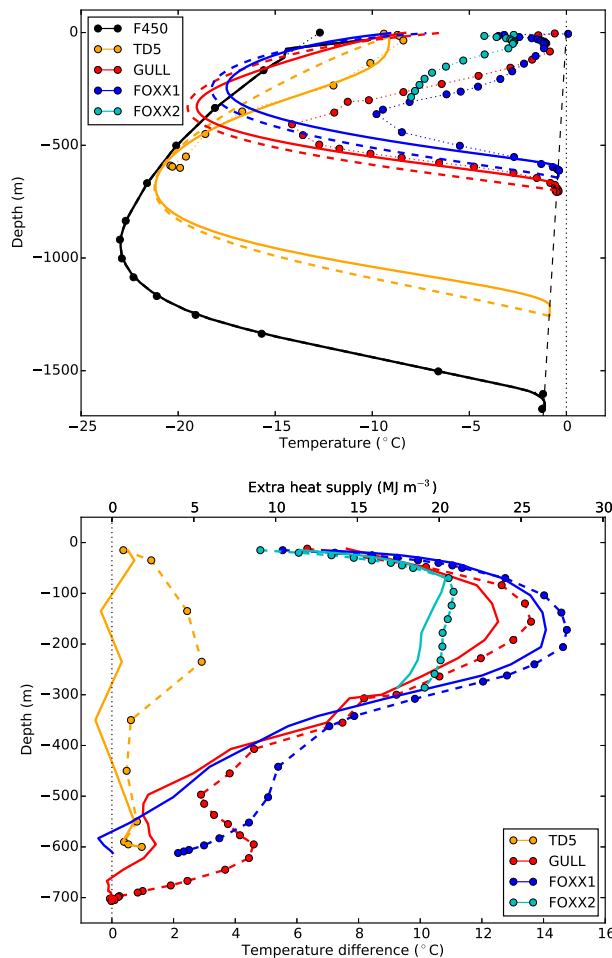 0
−500
−1000
−1500
Depth (m)
F450
TD5
GULL
FOXX1
FOXX2
−25 −20 −15 −10 −5 0
Temperature (°C)
Extra heat supply (MJ m⁻³)
0 5 10 15 20 25 30
0
−100
−200
−300
−400
−500
−600
−700
Depth (m)
TD5
GULL
FOXX1
FOXX2
0 2 4 6 8 10 12 14 16
Temperature difference (°C)